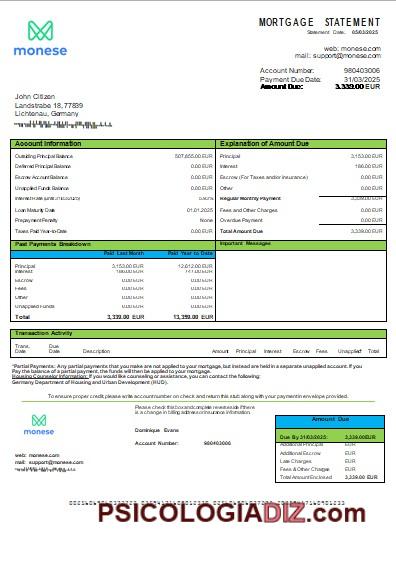 monese
MORTGAGE STATEMENT
Statement Date: 05/03/2025
web: monese.com
mail: support@monese.com
Account Number: 980403006
Payment Due Date: 31/03/2025
Amount Due: 3,339.00 EUR
John Citizen
Landstrabe 18, 77839
Lichtenau, Germany
Account Information
Explanation of Amount Due
Outstanding Principal Balance 507,655.00 EUR
Principal 3,153.00 EUR
Deferred Principal Balance 0.00 EUR
Interest 186.00 EUR
Escrow Account Balance 0.00 EUR
Escrow (For Taxes and/or Insurance) 0.00 EUR
Unapplied Funds Balance 0.00 EUR
Other 0.00 EUR
Regular Monthly Payment 3,339.00 EUR
Loan Maturity Date 01.01.2025
Fees and Other Charges 0.00 EUR
Prepayment Penalty None
Overdue Payment 0.00 EUR
Taxes Paid Year-to-Date 0.00 EUR
Total Amount Due 3,339.00 EUR
Past Payments Breakdown
Important Messages
Paid Last Month Paid Year to Date
Principal 3,153.00 EUR 12,612.00 EUR
Interest 186.00 EUR 747.00 EUR
Escrow 0.00 EUR 0.00 EUR
Fees 0.00 EUR 0.00 EUR
Other 0.00 EUR 0.00 EUR
Unapplied Funds 0.00 EUR 0.00 EUR
Total 3,339.00 EUR 13,359.00 EUR
Transaction Activity
Trans. Date Due Date Description Amount Principal Interest Escrow Fees Unapplied* Total
*Partial Payments: Any partial payments that you make are not applied to your mortgage, but instead are held in a separate unapplied account. If you
Pay the balance of a partial payment, the funds will then be applied to your mortgage.
Housing Counselor Information: If you would like counseling or assistance, you can contact the following:
Germany Department of Housing and Urban Development (HUD).
To ensure proper credit please write account number on check and return this stub along with your payment in envelope provided.
monese
Please check this box and complete reverse side if there
is a change in billing address or insurance information.
Dominique Evans
Account Number: 980403006
web: monese.com
mail: support@monese.com
Amount Due
Due By 31/03/2025: 3,339.00 EUR
Additional Principal EUR
Additional Escrow EUR
Late Charges EUR
Fees & Other Charges EUR
Total Amount Enclosed 3,339.00 EUR
PSICOLOGIADIZ.com